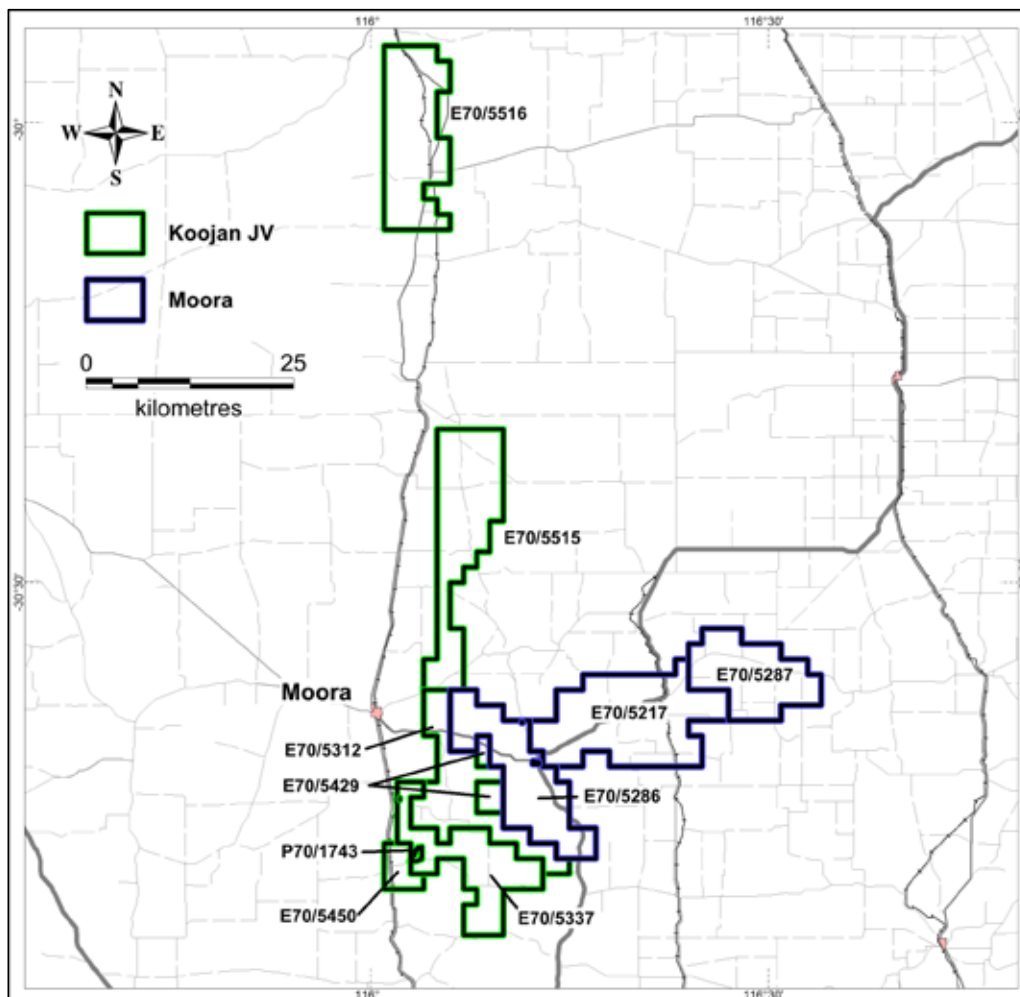 116°
116°30'
-30°
N
W E
S
E70/5516
Koojan JV
Moora
0 25
kilometres
E70/5515
-30°30'
E70/5287
Moora
E70/5217
E70/5312
E70/5429
E70/5286
P70/1743
E70/5450
E70/5337
116°
116°30'